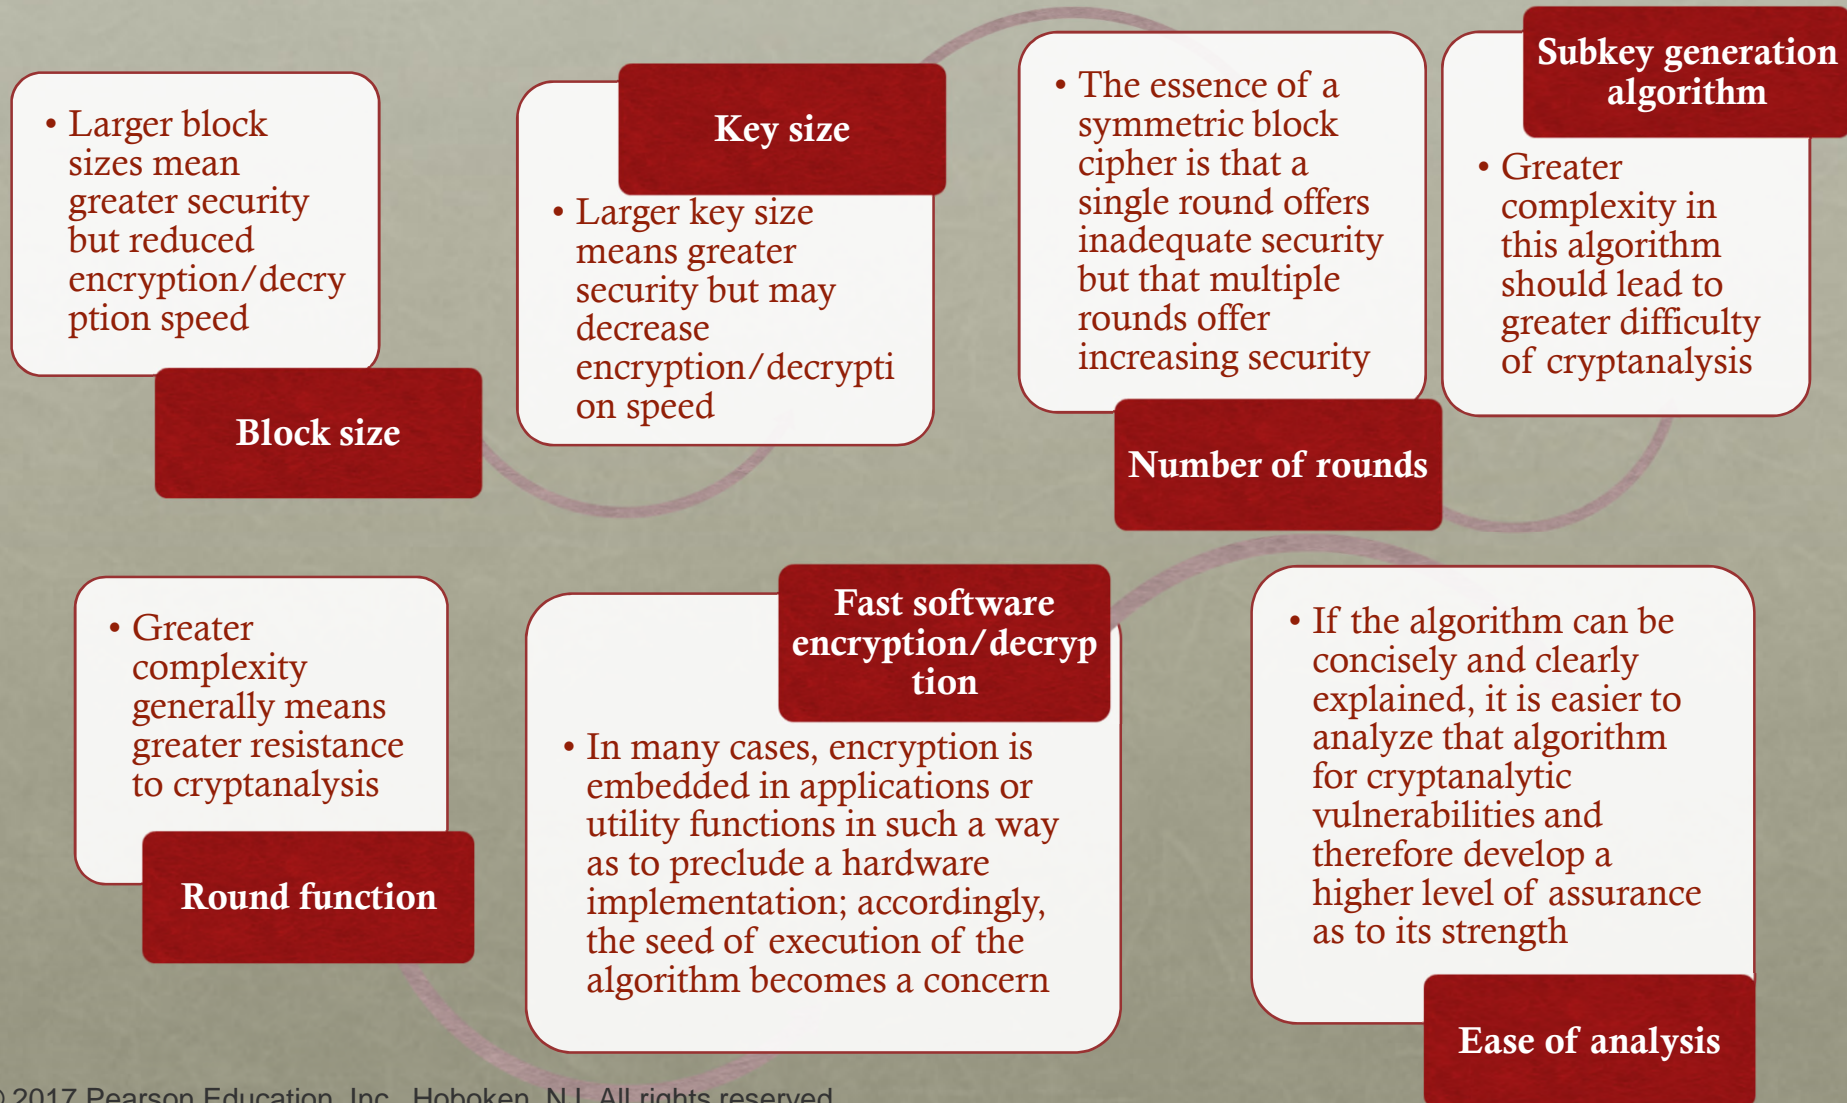 • Larger block
sizes mean
greater security
but reduced
encryption/decry
ption speed
Block size
Key size
• Larger key size
means greater
security but may
decrease
encryption/decrypti
on speed
• The essence of a
symmetric block
cipher is that a
single round offers
inadequate security
but that multiple
rounds offer
increasing security
Number of rounds
Subkey generation
algorithm
• Greater
complexity in
this algorithm
should lead to
greater difficulty
of cryptanalysis
• Greater
complexity
generally means
greater resistance
to cryptanalysis
Round function
Fast software
encryption/decryp
tion
• In many cases, encryption is
embedded in applications or
utility functions in such a way
as to preclude a hardware
implementation; accordingly,
the seed of execution of the
algorithm becomes a concern
• If the algorithm can be
concisely and clearly
explained, it is easier to
analyze that algorithm
for cryptanalytic
vulnerabilities and
therefore develop a
higher level of assurance
as to its strength
Ease of analysis
© 2017 Pearson Education, Inc., Hoboken, NJ. All rights reserved.